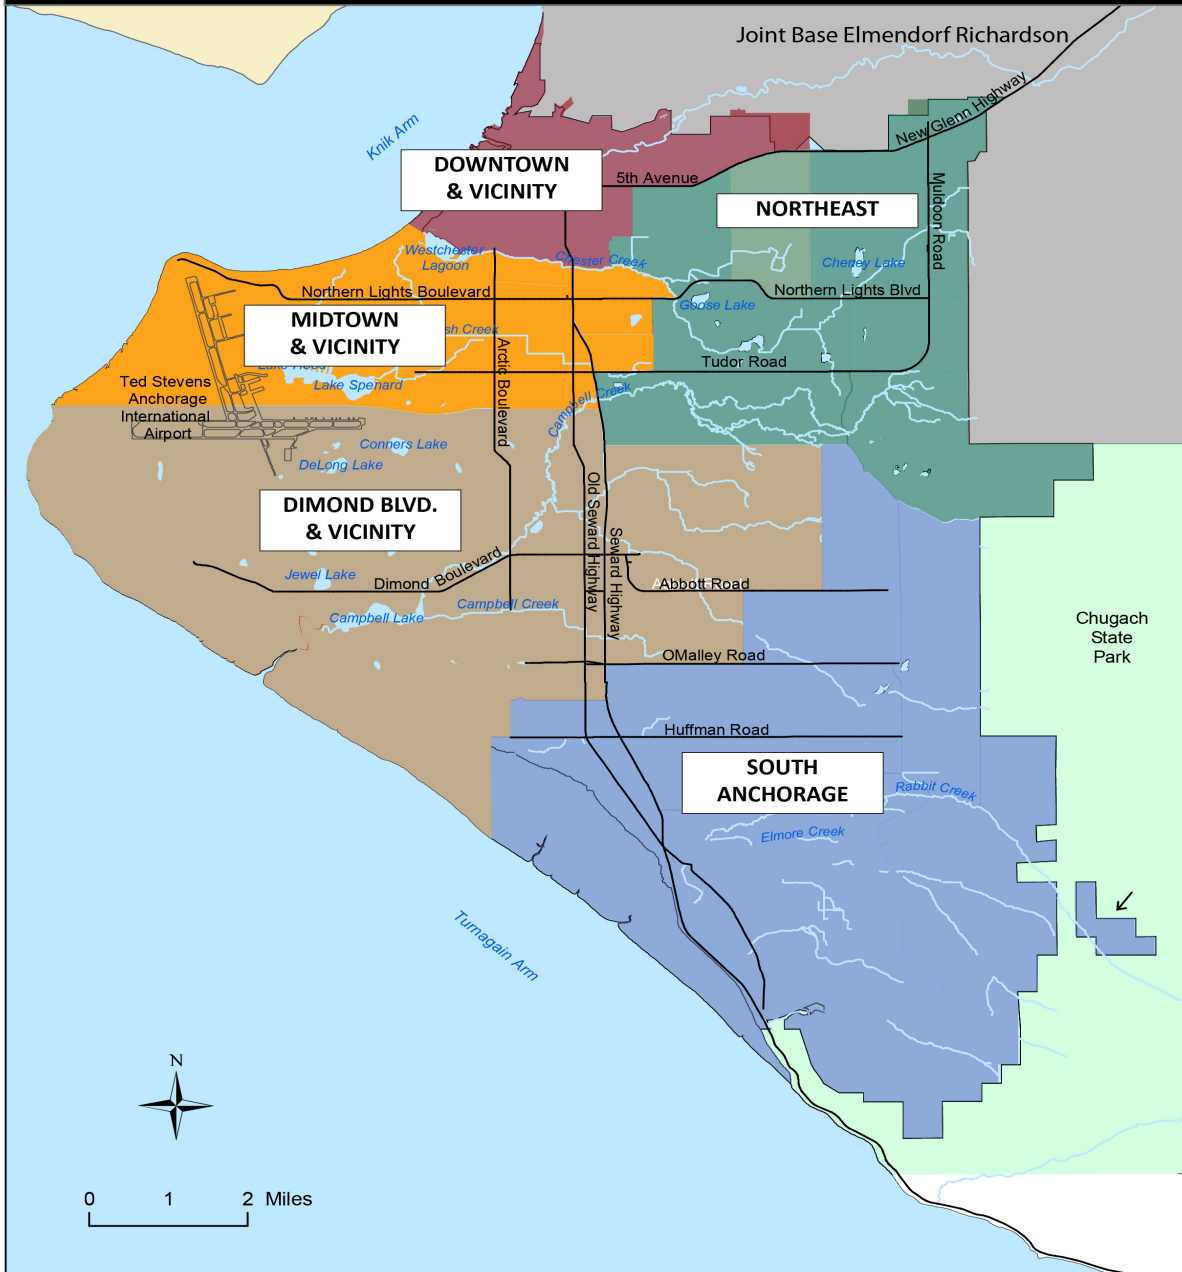 Joint Base Elmendorf Richardson
New Glenn Highway
Knik Arm
DOWNTOWN
& VICINITY
5th Avenue
Muldoon Road
NORTHEAST
Westchester
Lagoon
Chester Creek
Cheney Lake
Northern Lights Boulevard
Northern Lights Blvd
Goose Lake
MIDTOWN
& VICINITY
sh Creek
Arctic Boulevard
Tudor Road
Lake Hood
Lake Spenard
Ted Stevens
Anchorage
International
Airport
Campbell Creek
Conners Lake
DeLong Lake
DIMOND BLVD.
& VICINITY
Old Seward Highway
Seward Highway
Jewel Lake
Dimond Boulevard
Abbott Road
Campbell Creek
Campbell Lake
OMalley Road
Chugach
State
Park
Huffman Road
SOUTH
ANCHORAGE
Rabbit Creek
Elmore Creek
Turnagain Arm
N
0 1 2 Miles